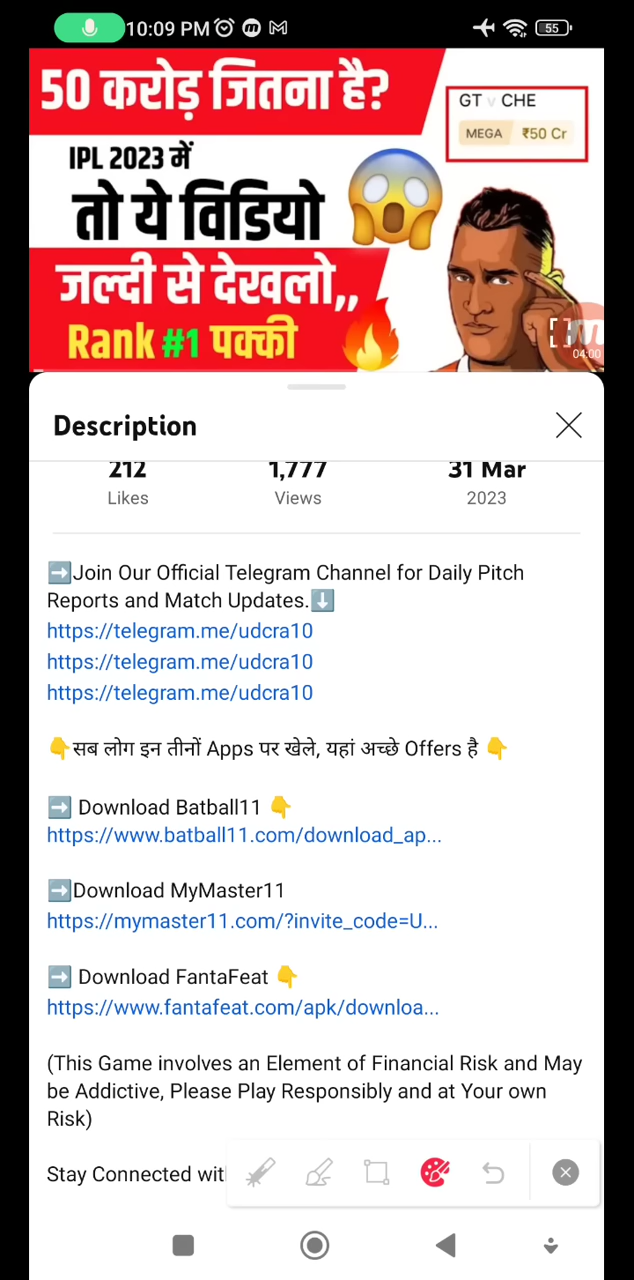 10:09 PM
55
50 करोड़ जितना है?
GT v CHE
MEGA ₹50 Cr
IPL 2023 में
तो ये विडियो
जल्दी से देखलो,,
Rank #1 पक्की
04:00
Description
212 1,777 31 Mar
Likes Views 2023
➡️Join Our Official Telegram Channel for Daily Pitch
Reports and Match Updates.⬇️
https://telegram.me/udcra10
https://telegram.me/udcra10
https://telegram.me/udcra10
👇सब लोग इन तीनों Apps पर खेले, यहां अच्छे Offers है 👇
➡️ Download Batball11 👇
https://www.batball11.com/download_ap...
➡️Download MyMaster11
https://mymaster11.com/?invite_code=U...
➡️ Download FantaFeat 👇
https://www.fantafeat.com/apk/downloa...
(This Game involves an Element of Financial Risk and May
be Addictive, Please Play Responsibly and at Your own
Risk)
Stay Connected wit